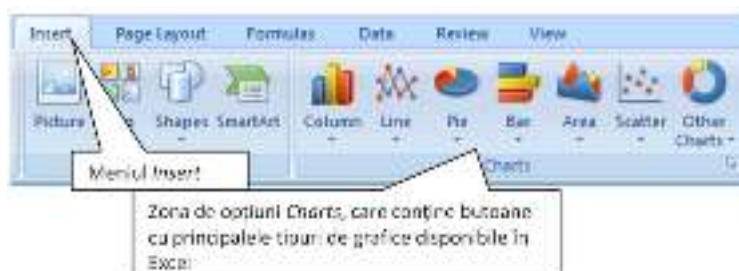 Insert Page Layout Formulas Data Review View
Picture Shapes SmartArt Column Line Pie Bar Area Scatter Other
Charts
Meniul Insert
Charts
Zona de opțiuni Charts, care conține butoane
cu principalele tipuri de grafice disponibile în
Excel